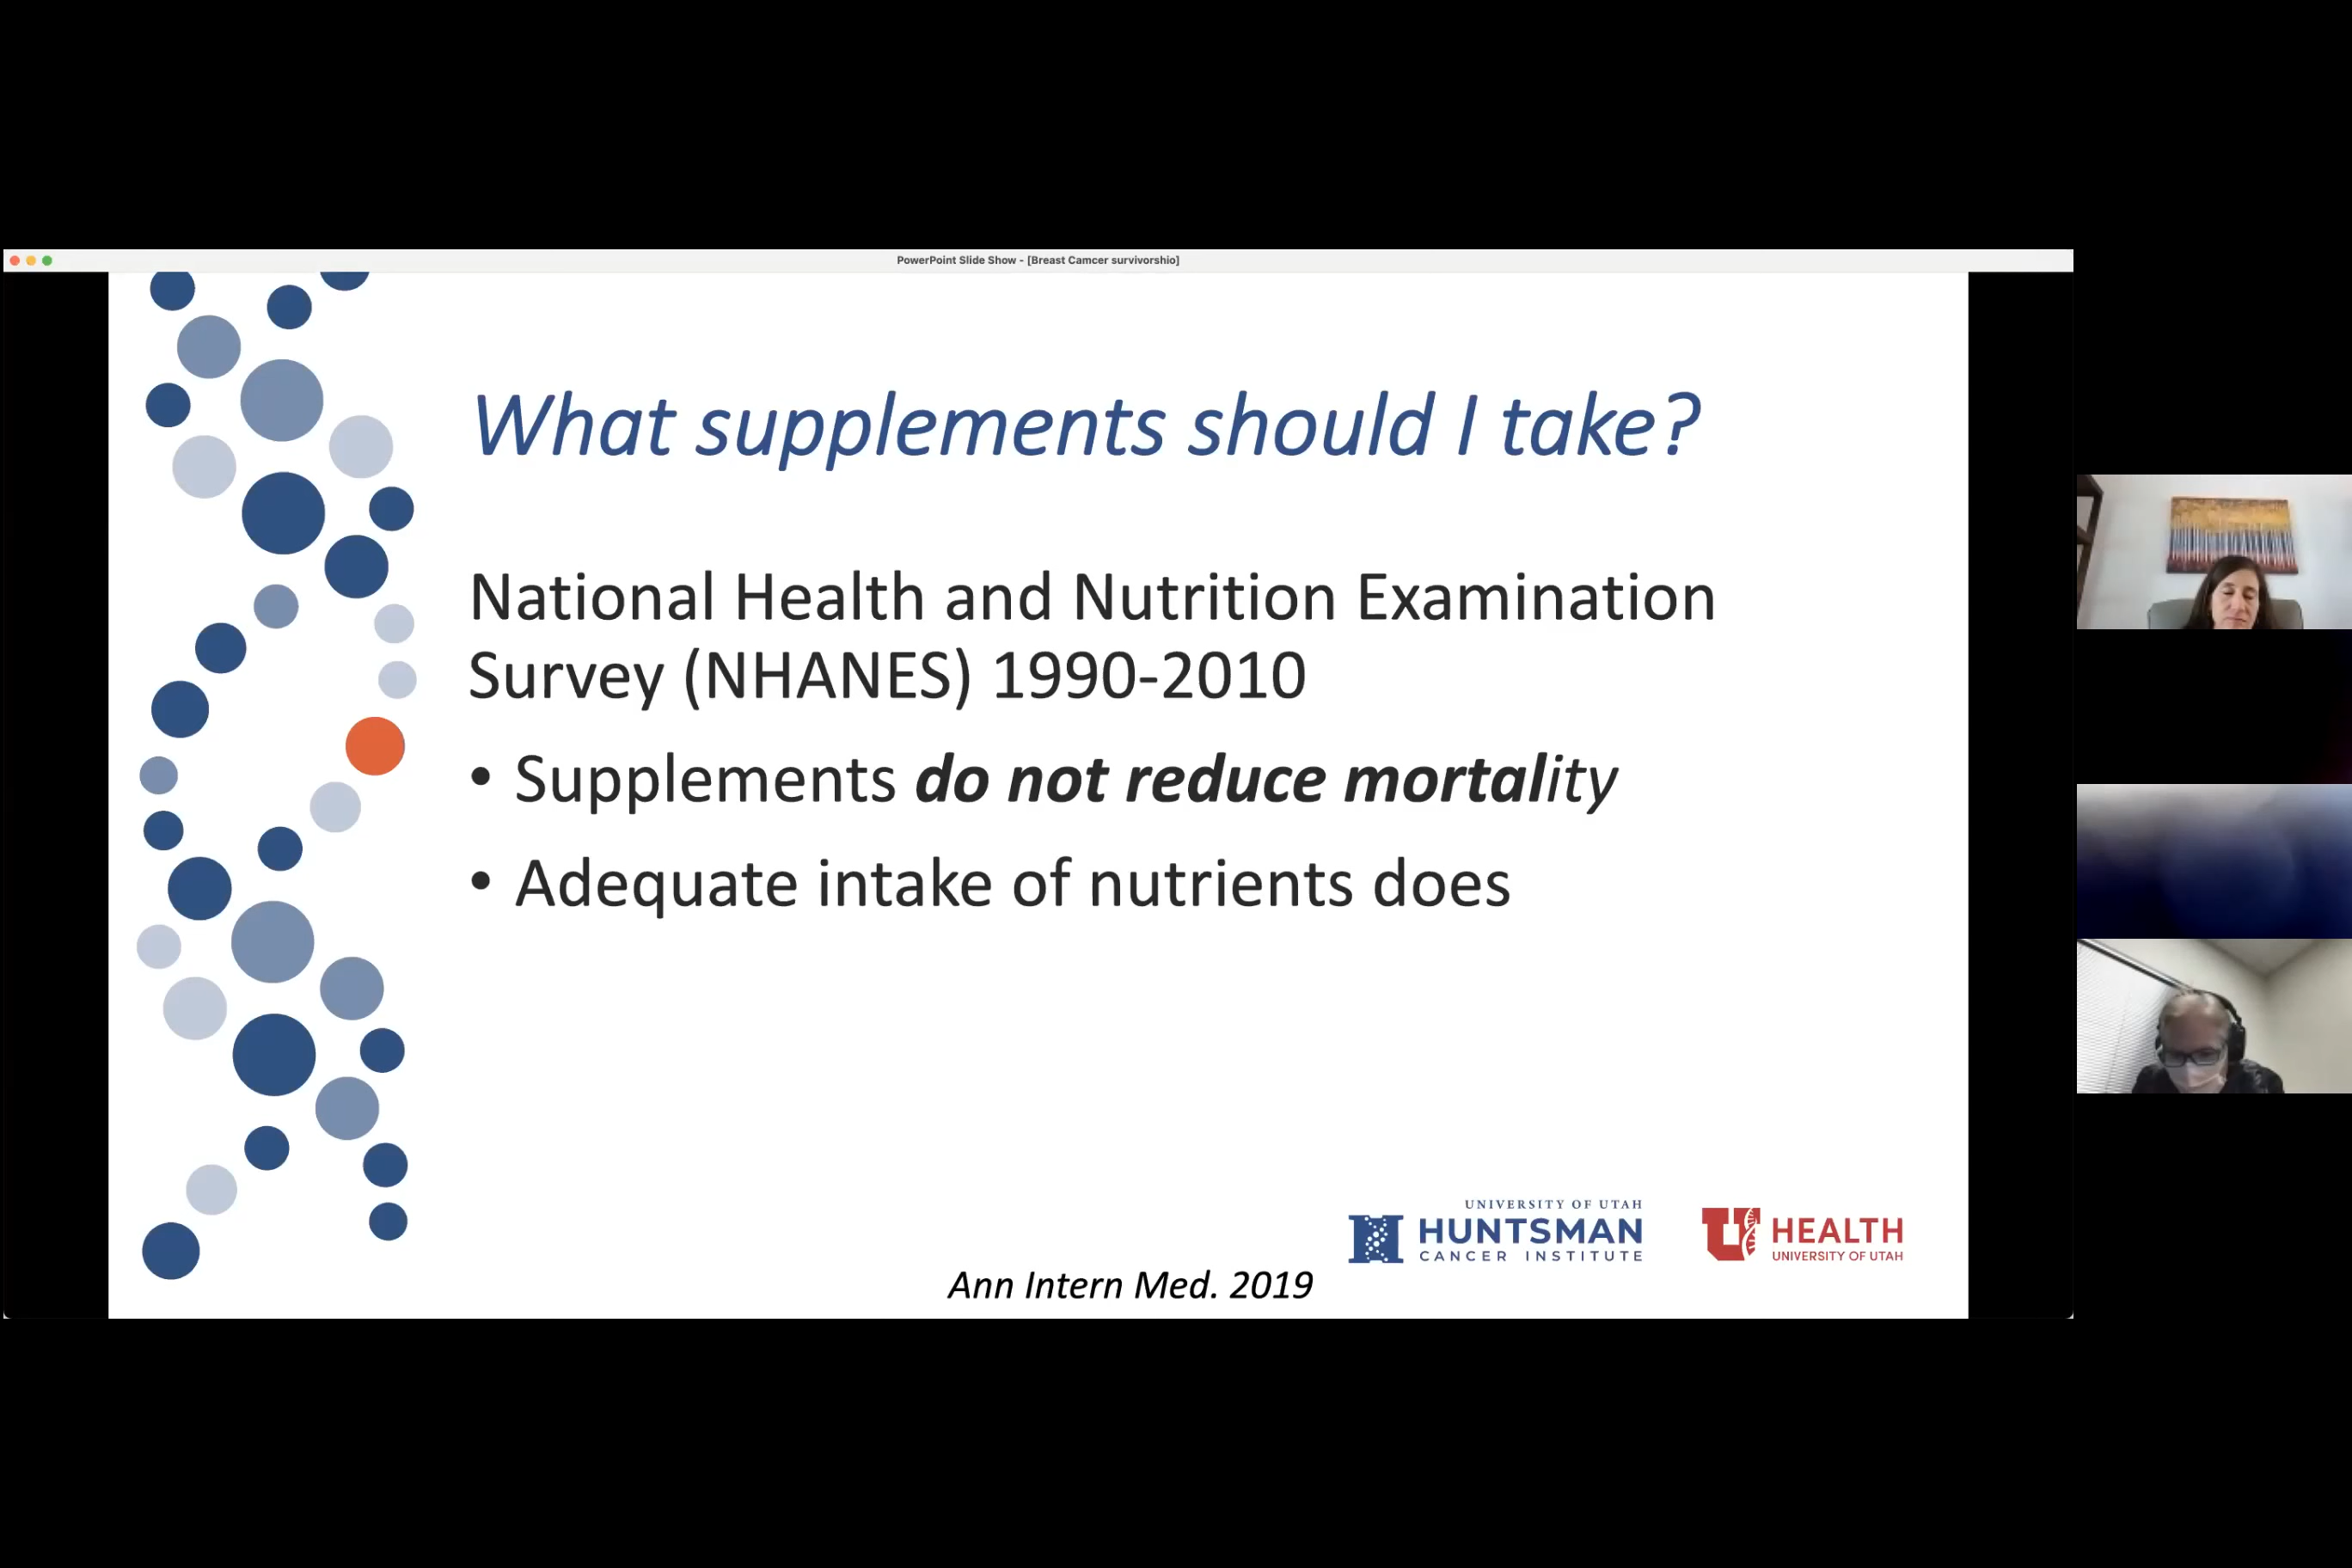 PowerPoint Slide Show - [Breast Camcer survivorshio]
What supplements should I take?
National Health and Nutrition Examination
Survey (NHANES) 1990-2010
• Supplements do not reduce mortality
• Adequate intake of nutrients does
UNIVERSITY OF UTAH
HUNTSMAN
CANCER INSTITUTE
U HEALTH
UNIVERSITY OF UTAH
Ann Intern Med. 2019